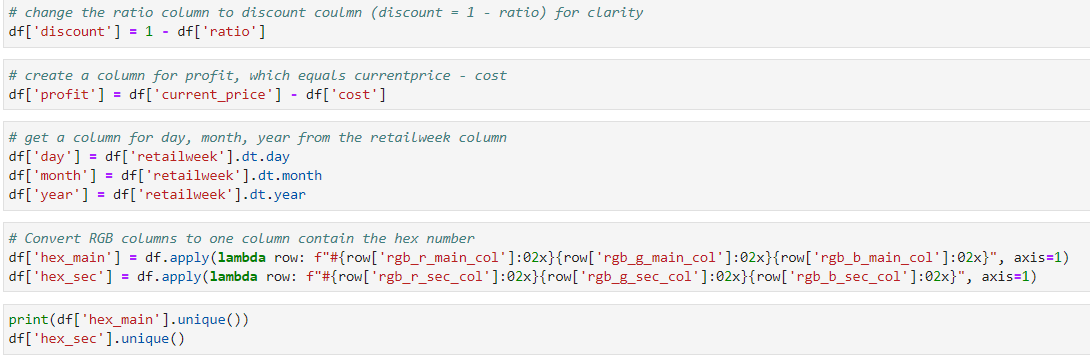 # change the ratio column to discount coulmn (discount = 1 - ratio) for clarity
df['discount'] = 1 - df['ratio']
# create a column for profit, which equals currentprice - cost
df['profit'] = df['current_price'] - df['cost']
# get a column for day, month, year from the retailweek column
df['day'] = df['retailweek'].dt.day
df['month'] = df['retailweek'].dt.month
df['year'] = df['retailweek'].dt.year
# Convert RGB columns to one column contain the hex number
df['hex_main'] = df.apply(lambda row: f"#{row['rgb_r_main_col']:02x}{row['rgb_g_main_col']:02x}{row['rgb_b_main_col']:02x}", axis=1)
df['hex_sec'] = df.apply(lambda row: f"#{row['rgb_r_sec_col']:02x}{row['rgb_g_sec_col']:02x}{row['rgb_b_sec_col']:02x}", axis=1)
print(df['hex_main'].unique())
df['hex_sec'].unique()